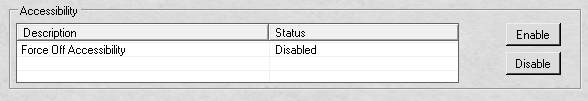 Accessibility
Description Status
Enable
Force Off Accessibility Disabled
Disable